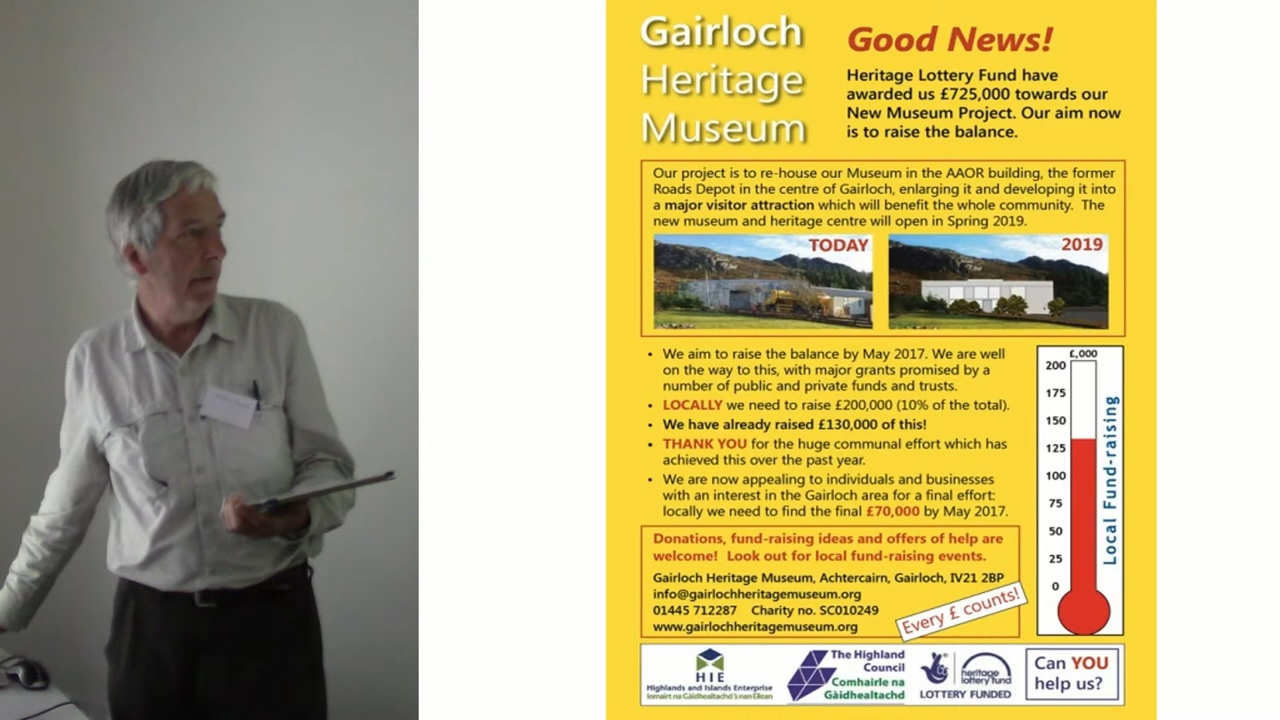 Gairloch
Heritage
Museum
Good News!
Heritage Lottery Fund have
awarded us £725,000 towards our
New Museum Project. Our aim now
is to raise the balance.
Our project is to re-house our Museum in the AAOR building, the former
Roads Depot in the centre of Gairloch, enlarging it and developing it into
a major visitor attraction which will benefit the whole community. The
new museum and heritage centre will open in Spring 2019.
TODAY
2019
• We aim to raise the balance by May 2017. We are well
on the way to this, with major grants promised by a
number of public and private funds and trusts.
• LOCALLY we need to raise £200,000 (10% of the total).
• We have already raised £130,000 of this!
• THANK YOU for the huge communal effort which has
achieved this over the past year.
• We are now appealing to individuals and businesses
with an interest in the Gairloch area for a final effort:
locally we need to find the final £70,000 by May 2017.
£,000
200
175
150
125
100
75
50
25
0
Local Fund-raising
Donations, fund-raising ideas and offers of help are
welcome! Look out for local fund-raising events.
Gairloch Heritage Museum, Achtercairn, Gairloch, IV21 2BP
info@gairlochheritagemuseum.org
01445 712287 Charity no. SC010249
www.gairlochheritagemuseum.org
Every £ counts!
HIE
Highlands and Islands Enterprise
Iomairt na Gàidhealtachd 's nan Eilean
The Highland
Council
Comhairle na
Gàidhealtachd
heritage
lottery fund
LOTTERY FUNDED
Can YOU
help us?